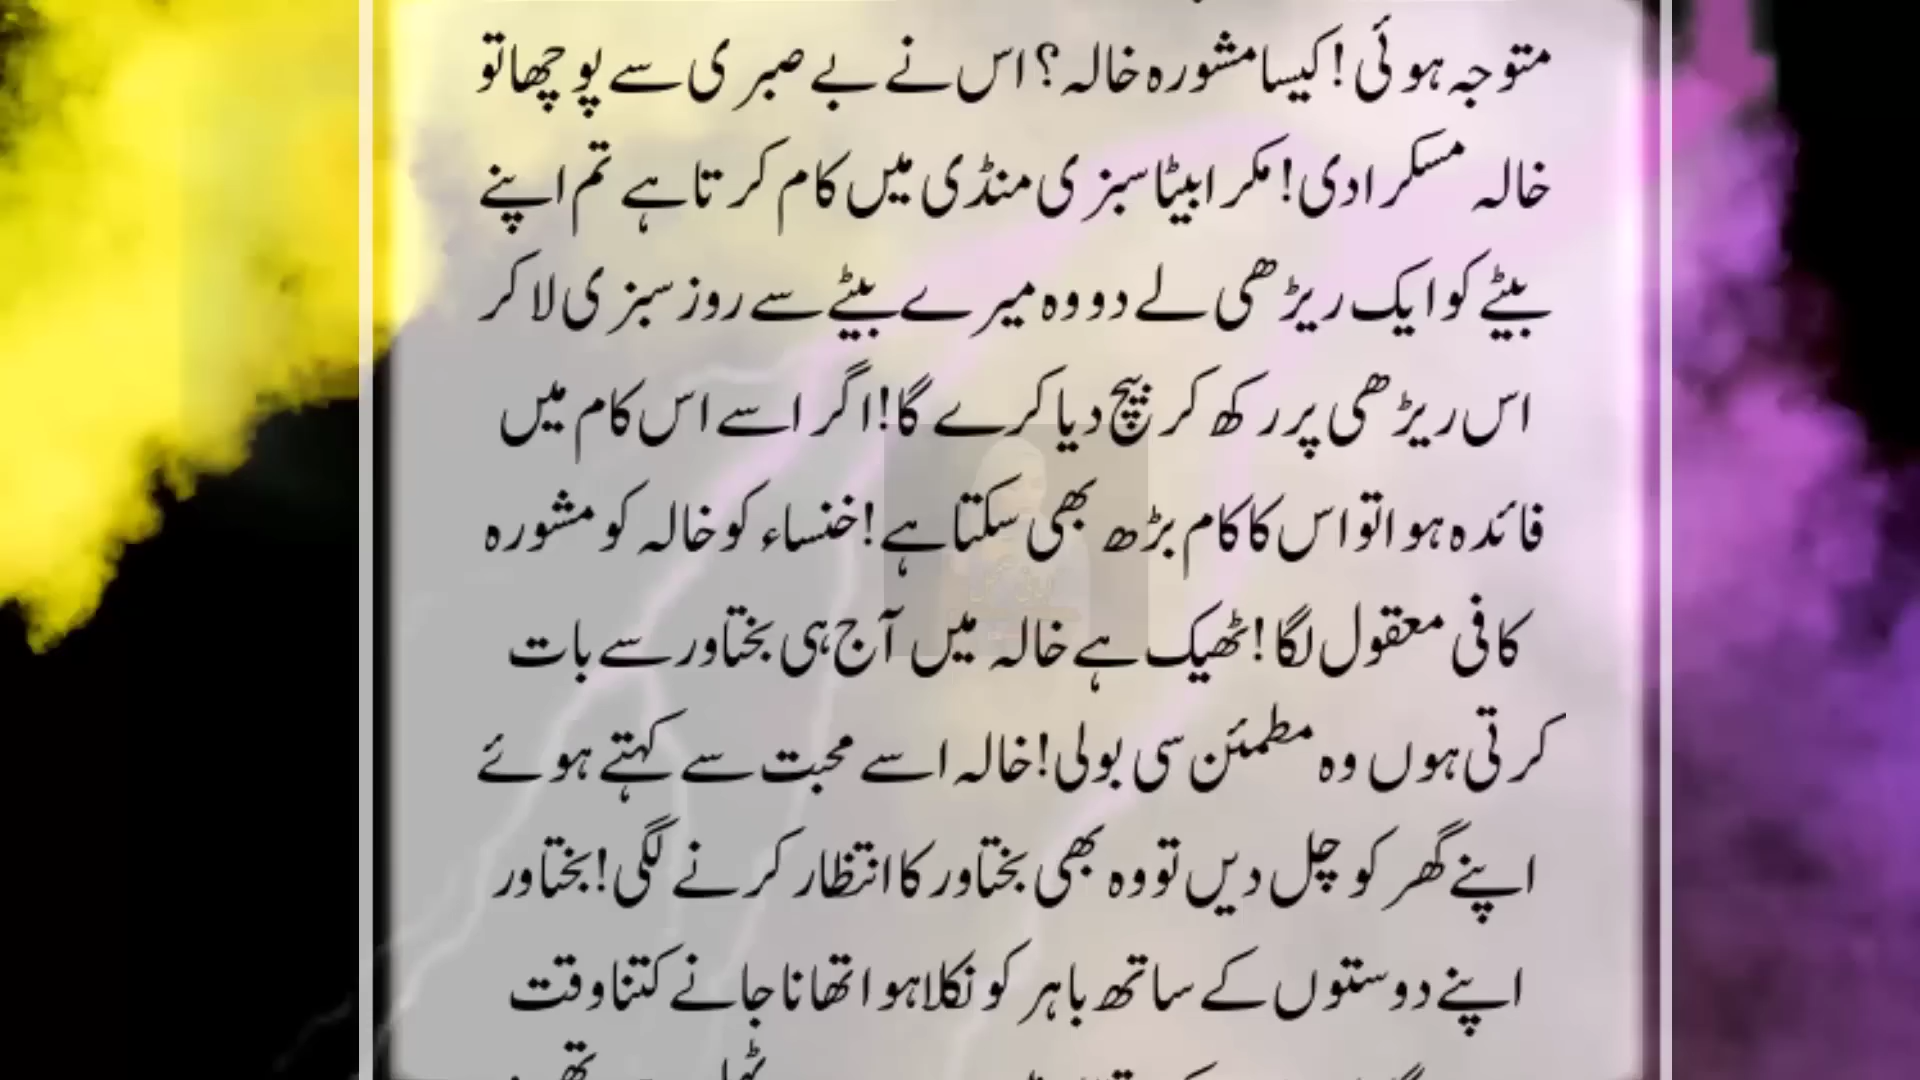 متوجہ ہوئی! کیسا مشورہ خالہ؟ اس نے بے صبری سے پوچھا تو
خالہ مسکرا دی! مکرا بیٹا سبزی منڈی میں کام کرتا ہے تم اپنے
بیٹے کو ایک ریڑھی لے دو وہ میرے بیٹے سے روز سبزی لا کر
اس ریڑھی پر رکھ کر بیچ دیا کرے گا! اگر اسے اس کام میں
فائدہ ہوا تو اس کا کام بڑھ بھی سکتا ہے! خنساء کو خالہ کو مشورہ
کافی معقول لگا! ٹھیک ہے خالہ میں آج ہی بختاور سے بات
کرتی ہوں وہ مطمئن سی بولی! خالہ اسے محبت سے کہتے ہوئے
اپنے گھر کو چل دیں تو وہ بھی بختاور کا انتظار کرنے لگی! بختاور
اپنے دوستوں کے ساتھ باہر کو نکلا ہوا تھا نا جانے کتنا وقت